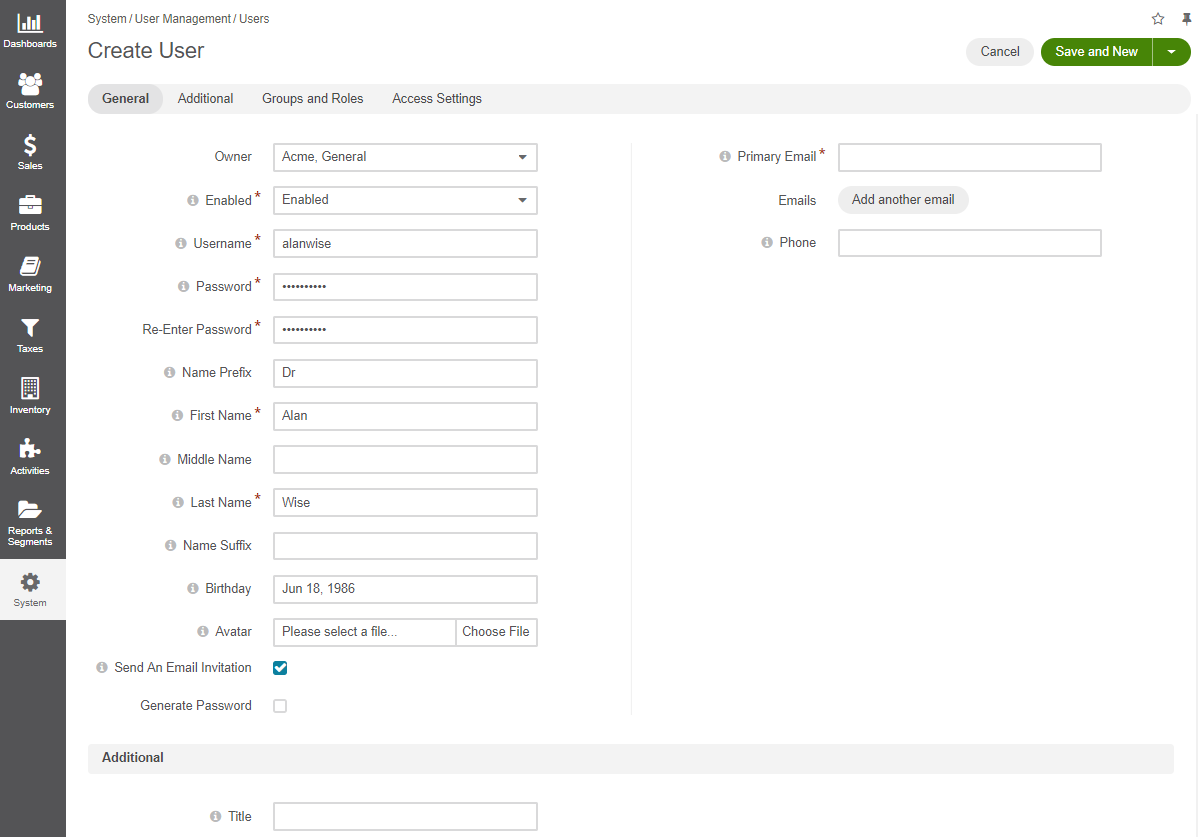 Dashboards
Customers
Sales
Products
Marketing
Taxes
Inventory
Activities
Reports &
Segments
System
System / User Management / Users
Create User
Cancel
Save and New
General Additional Groups and Roles Access Settings
Owner Acme, General
Enabled * Enabled
Username * alanwise
Password * ••••••••••
Re-Enter Password * ••••••••••
Name Prefix Dr
First Name * Alan
Middle Name
Last Name * Wise
Name Suffix
Birthday Jun 18, 1986
Avatar Please select a file... Choose File
Send An Email Invitation
Generate Password
Primary Email *
Emails Add another email
Phone
Additional
Title